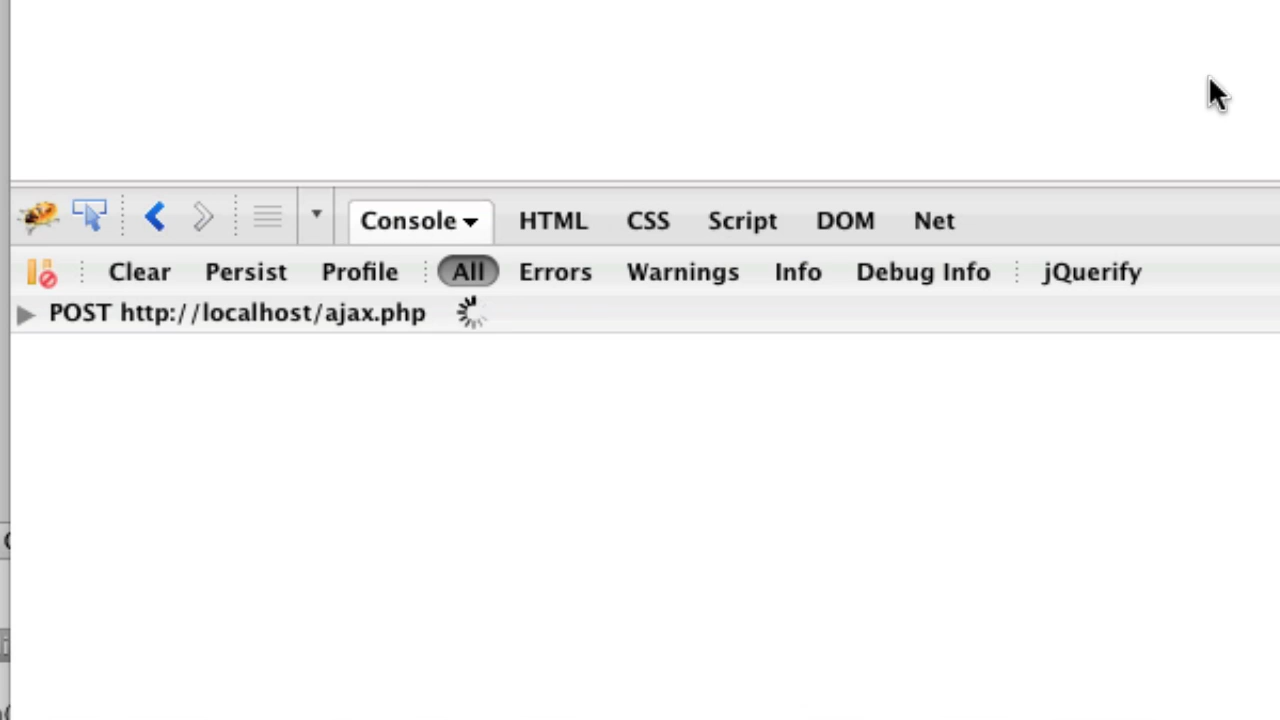 Console HTML CSS Script DOM Net
Clear Persist Profile All Errors Warnings Info Debug Info jQuerify
POST http://localhost/ajax.php